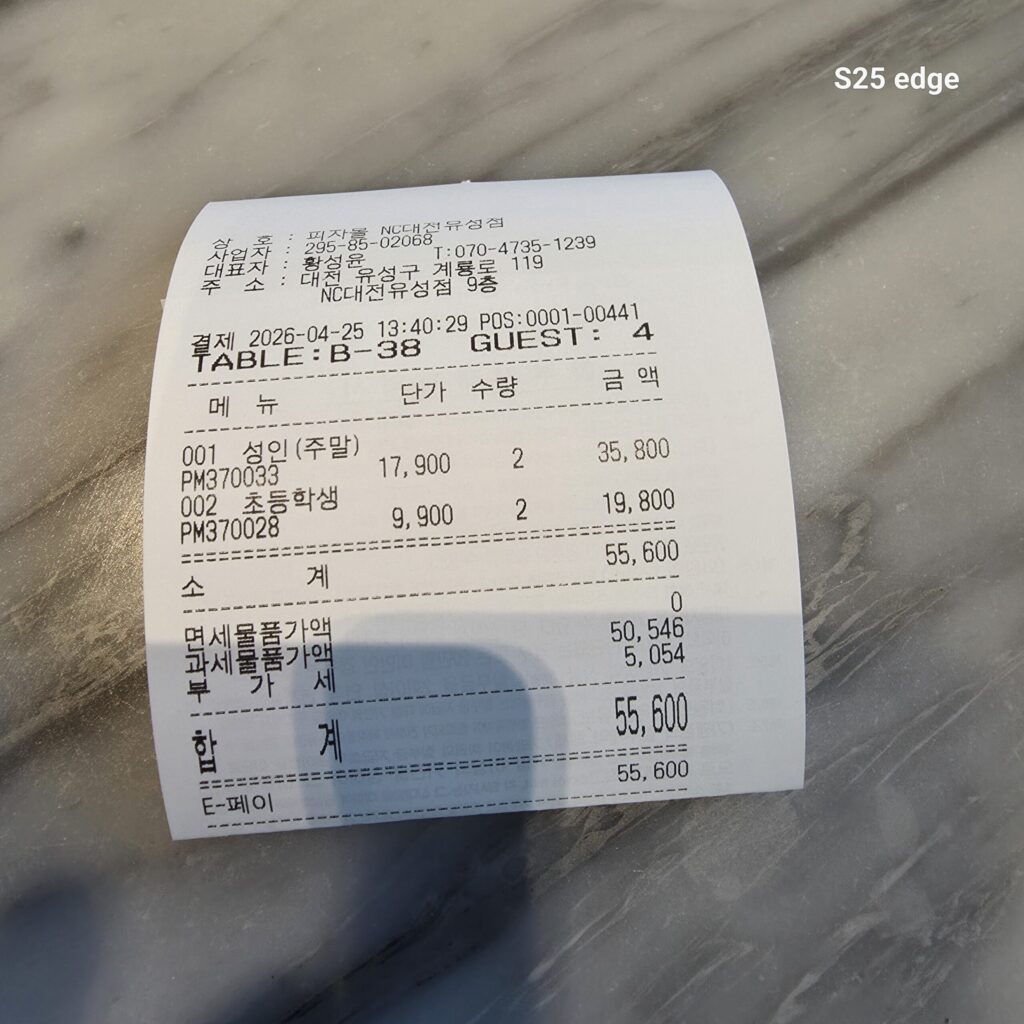 S25 edge
상 호 : 피자몰 NC대전유성점
사업자 : 295-85-02068
대표자 : 황성윤 T:070-4735-1239
주 소 : 대전 유성구 계룡로 119
NC대전유성점 9층
결제 2026-04-25 13:40:29 POS:0001-00441
TABLE:B-38 GUEST: 4
메 뉴 단가 수량 금 액
001 성인(주말)
PM370033 17,900 2 35,800
002 초등학생
PM370028 9,900 2 19,800
소 계 55,600
면세물품가액 0
과세물품가액 50,546
부 가 세 5,054
합 계 55,600
E-페이 55,600